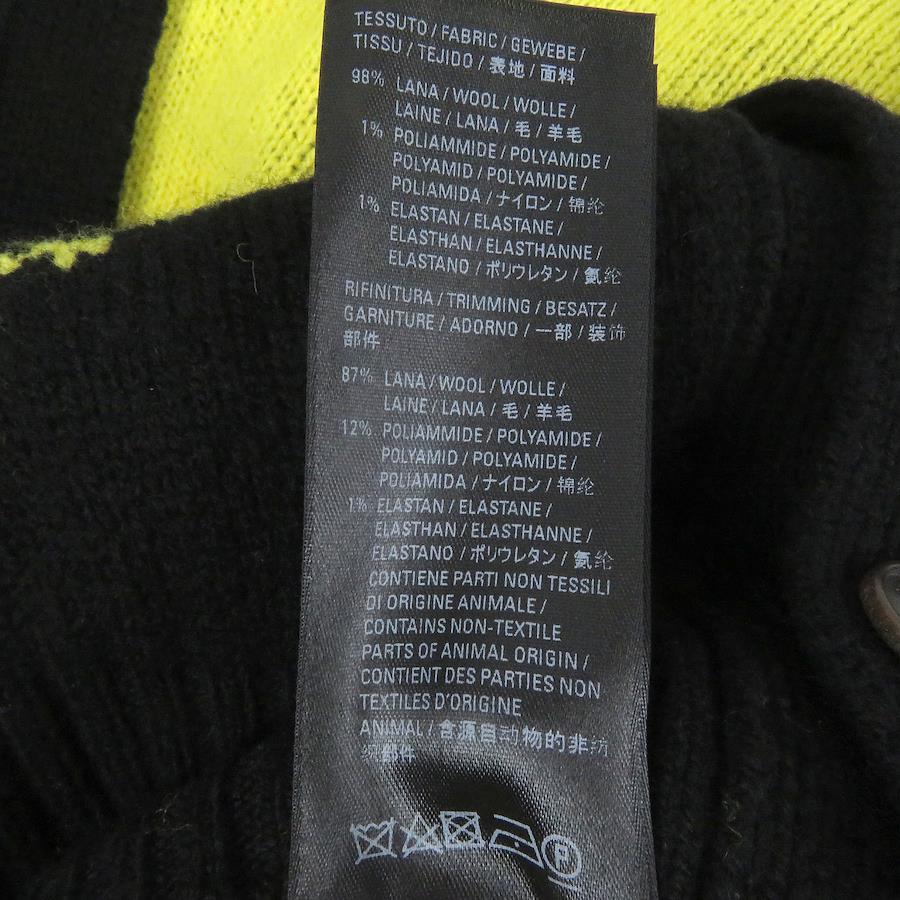 TESSUTO / FABRIC / GEWEBE /
TISSU / TEJIDO / 表地 / 面料
98% LANA / WOOL / WOLLE /
LAINE / LANA / 毛 / 羊毛
1% POLIAMMIDE / POLYAMIDE /
POLYAMID / POLYAMIDE /
POLIAMIDA / ナイロン / 锦纶
1% ELASTAN / ELASTANE /
ELASTHAN / ELASTHANNE /
ELASTANO / ポリウレタン / 氨纶
RIFINITURA / TRIMMING / BESATZ /
GARNITURE / ADORNO / 一部 / 装饰
部件
87% LANA / WOOL / WOLLE /
LAINE / LANA / 毛 / 羊毛
12% POLIAMMIDE / POLYAMIDE /
POLYAMID / POLYAMIDE /
POLIAMIDA / ナイロン / 锦纶
1% ELASTAN / ELASTANE /
ELASTHAN / ELASTHANNE /
ELASTANO / ポリウレタン / 氨纶
CONTIENE PARTI NON TESSILI
DI ORIGINE ANIMALE /
CONTAINS NON-TEXTILE
PARTS OF ANIMAL ORIGIN /
CONTIENT DES PARTIES NON
TEXTILES D'ORIGINE
ANIMAL / 含源自动物的非纺
织部件
P